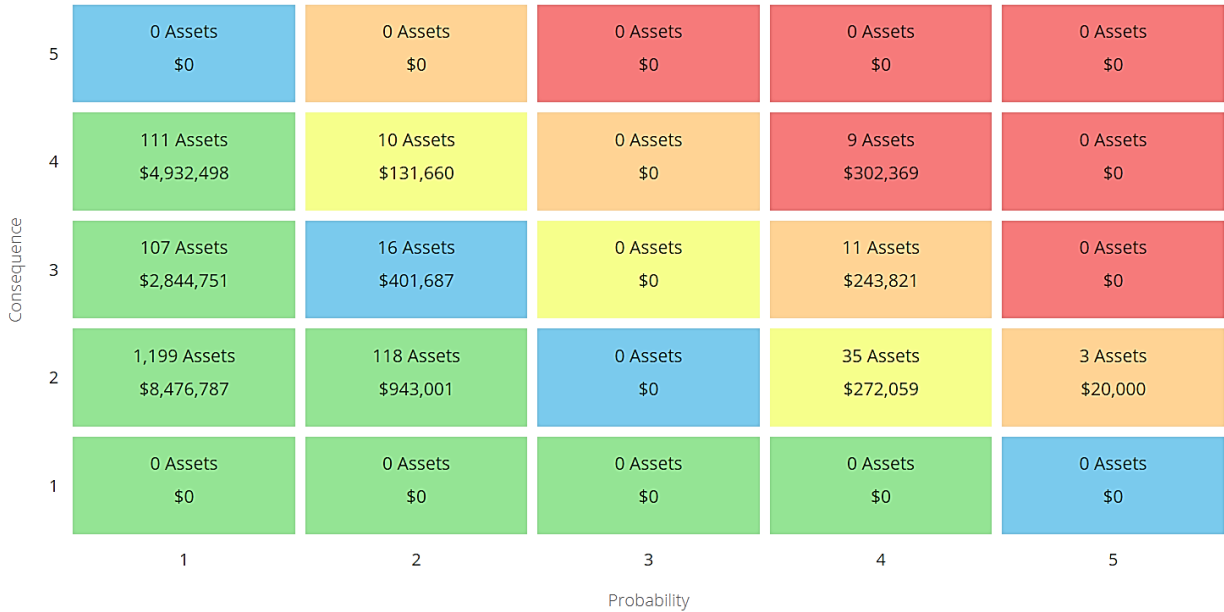 5
0 Assets
$0
0 Assets
$0
0 Assets
$0
0 Assets
$0
0 Assets
$0
4
111 Assets
$4,932,498
10 Assets
$131,660
0 Assets
$0
9 Assets
$302,369
0 Assets
$0
Consequence
3
107 Assets
$2,844,751
16 Assets
$401,687
0 Assets
$0
11 Assets
$243,821
0 Assets
$0
2
1,199 Assets
$8,476,787
118 Assets
$943,001
0 Assets
$0
35 Assets
$272,059
3 Assets
$20,000
1
0 Assets
$0
0 Assets
$0
0 Assets
$0
0 Assets
$0
0 Assets
$0
1
2
3
4
5
Probability